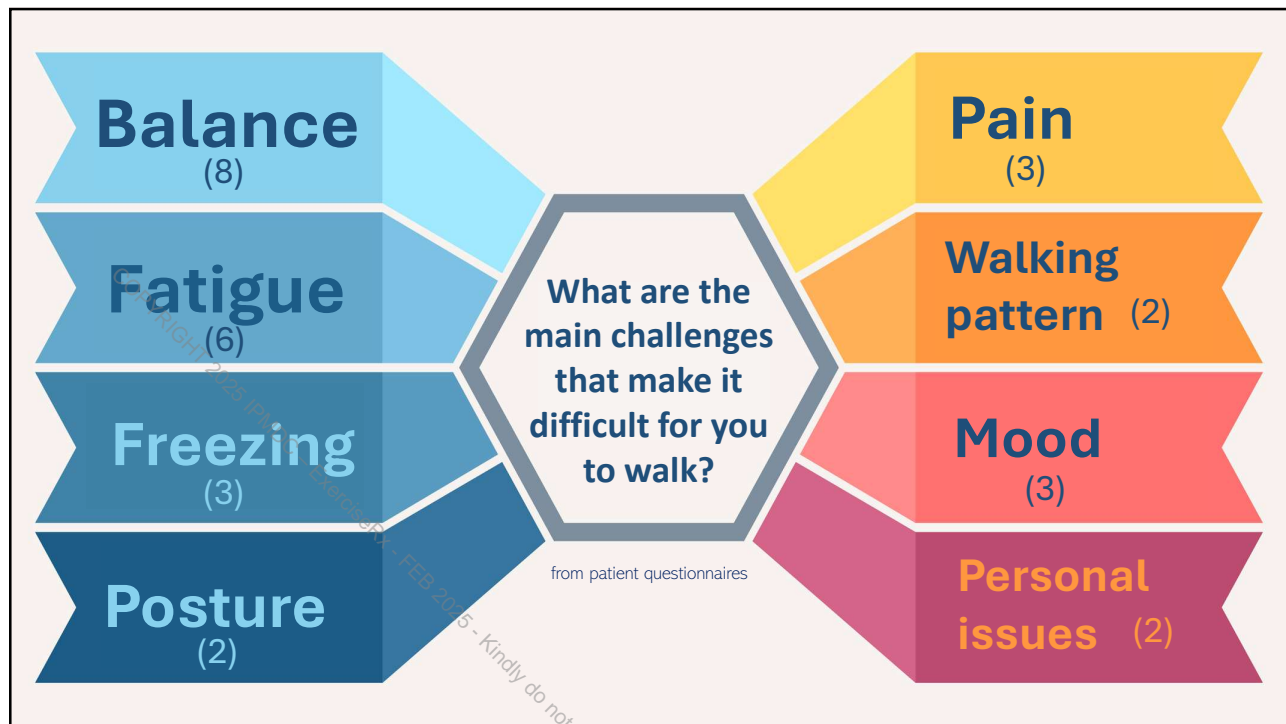 Balance
(8)
Fatigue
(6)
Freezing
(3)
Posture
(2)
What are the
main challenges
that make it
difficult for you
to walk?
from patient questionnaires
Pain
(3)
Walking
pattern (2)
Mood
(3)
Personal
issues (2)
COPYRIGHT 2025 - ExerciseRx - FEB 2025 - Kindly do not